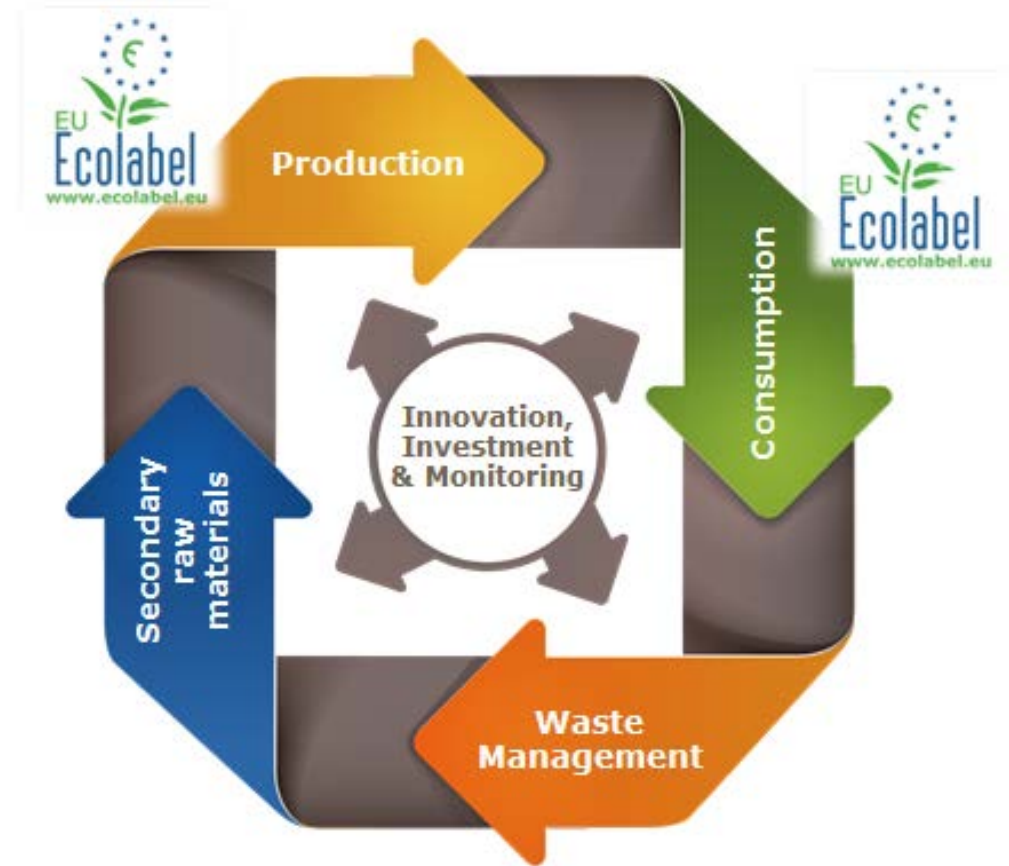 EU
Ecolabel
www.ecolabel.eu
Production
EU
Ecolabel
www.ecolabel.eu
Consumption
Innovation,
Investment
& Monitoring
Secondary
raw
materials
Waste
Management